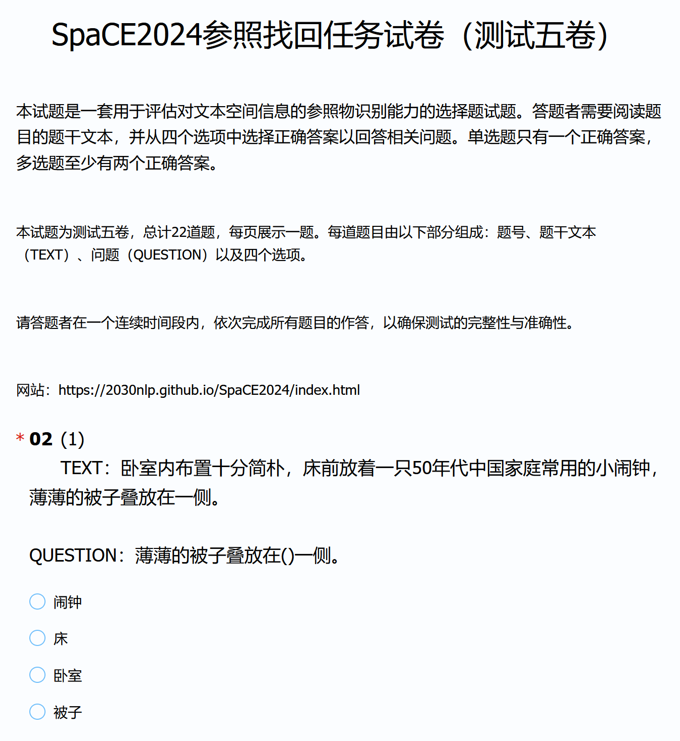 SpaCE2024参照找回任务试卷（测试五卷）
本试题是一套用于评估对文本空间信息的参照物识别能力的选择题试题。答题者需要阅读题
目的题干文本，并从四个选项中选择正确答案以回答相关问题。单选题只有一个正确答案，
多选题至少有两个正确答案。
本试题为测试五卷，总计22道题，每页展示一题。每道题目由以下部分组成：题号、题干文本
（TEXT）、问题（QUESTION）以及四个选项。
请答题者在一个连续时间段内，依次完成所有题目的作答，以确保测试的完整性与准确性。
网站：https://2030nlp.github.io/SpaCE2024/index.html
* 02 (1)
TEXT：卧室内布置十分简朴，床前放着一只50年代中国家庭常用的小闹钟，
薄薄的被子叠放在一侧。
QUESTION：薄薄的被子叠放在()一侧。
闹钟
床
卧室
被子